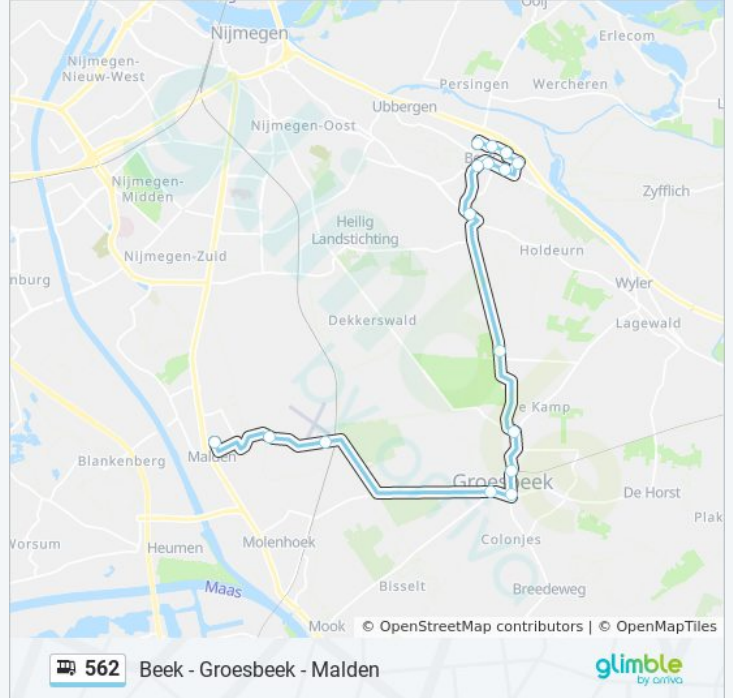 Ooij
Nijmegen
Erlecom
Nijmegen-
Nieuw-West
Persingen
Wercheren
Ubbergen
Nijmegen-Oost
Nijmegen-
Midden
Zyfflich
Heilig
Landstichting
Nijmegen-Zuid
Holdeurn
nburg
Wyler
Dekkerswald
Lagewald
De Kamp
Malden
Blankenberg
Groesbeek
De Horst
Plak
Worsum
Heumen
Molenhoek
Colonjes
Maas
Bisselt
Breedeweg
Mook
© OpenStreetMap contributors | © OpenMapTiles
562 Beek - Groesbeek - Malden
glimble
by arriva